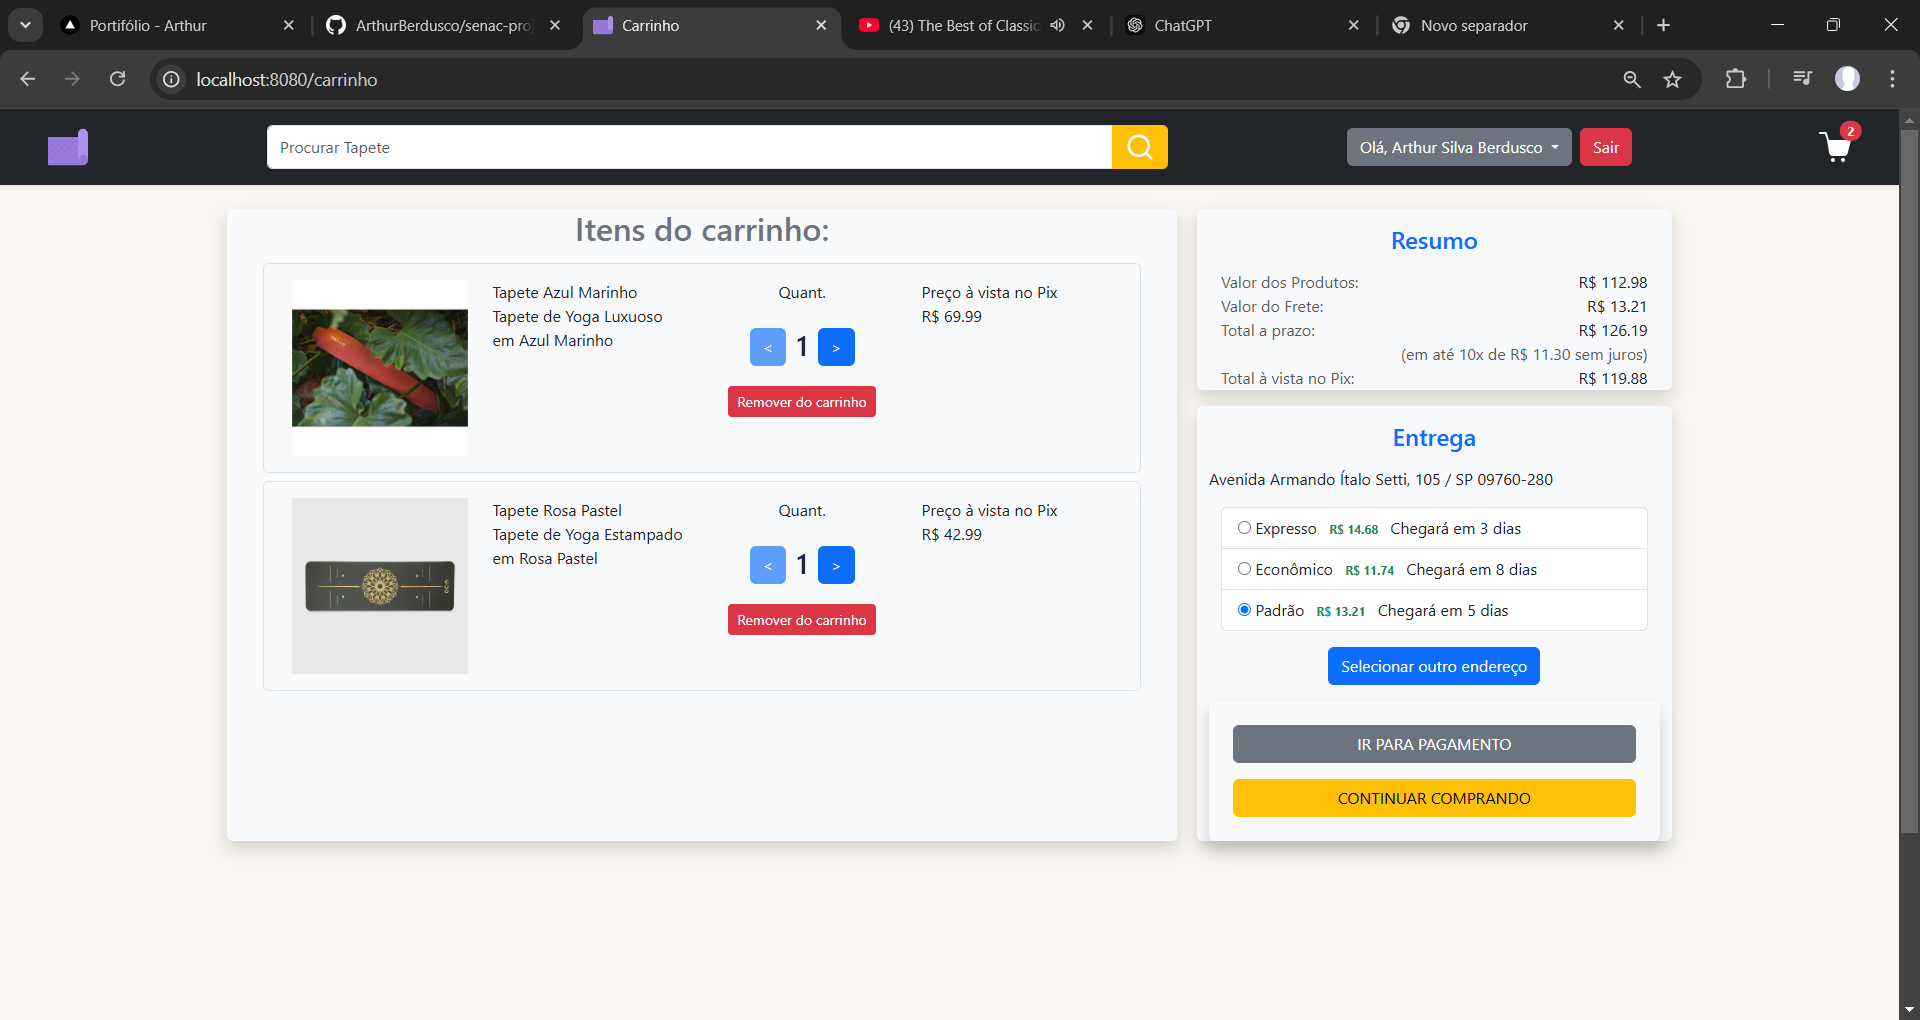 Portifólio - Arthur
ArthurBerdusco/senac-pro
Carrinho
(43) The Best of Classic
ChatGPT
Novo separador
localhost:8080/carrinho
Procurar Tapete
Olá, Arthur Silva Berdusco
Sair
2
Itens do carrinho:
Tapete Azul Marinho
Tapete de Yoga Luxuoso
em Azul Marinho
Quant.
< 1 >
Remover do carrinho
Preço à vista no Pix
R$ 69.99
Tapete Rosa Pastel
Tapete de Yoga Estampado
em Rosa Pastel
Quant.
< 1 >
Remover do carrinho
Preço à vista no Pix
R$ 42.99
Resumo
Valor dos Produtos: R$ 112.98
Valor do Frete: R$ 13.21
Total a prazo: R$ 126.19
(em até 10x de R$ 11.30 sem juros)
Total à vista no Pix: R$ 119.88
Entrega
Avenida Armando Ítalo Setti, 105 / SP 09760-280
Expresso R$ 14.68 Chegará em 3 dias
Econômico R$ 11.74 Chegará em 8 dias
Padrão R$ 13.21 Chegará em 5 dias
Selecionar outro endereço
IR PARA PAGAMENTO
CONTINUAR COMPRANDO